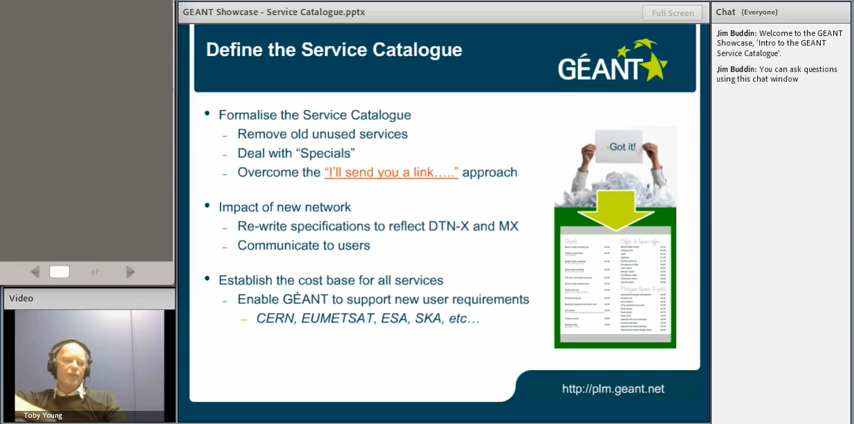 GEANT Showcase - Service Catalogue.pptx
Full Screen
Define the Service Catalogue
GÉANT
• Formalise the Service Catalogue
- Remove old unused services
- Deal with “Specials”
- Overcome the “I’ll send you a link…..” approach
• Impact of new network
- Re-write specifications to reflect DTN-X and MX
- Communicate to users
• Establish the cost base for all services
- Enable GÉANT to support new user requirements
- CERN, EUMETSAT, ESA, SKA, etc…
Got it!
http://plm.geant.net
of
Video
Toby Young
Chat (Everyone)
Jim Buddin: Welcome to the GEANT
Showcase, 'Intro to the GEANT
Service Catalogue'.
Jim Buddin: You can ask questions
using this chat window